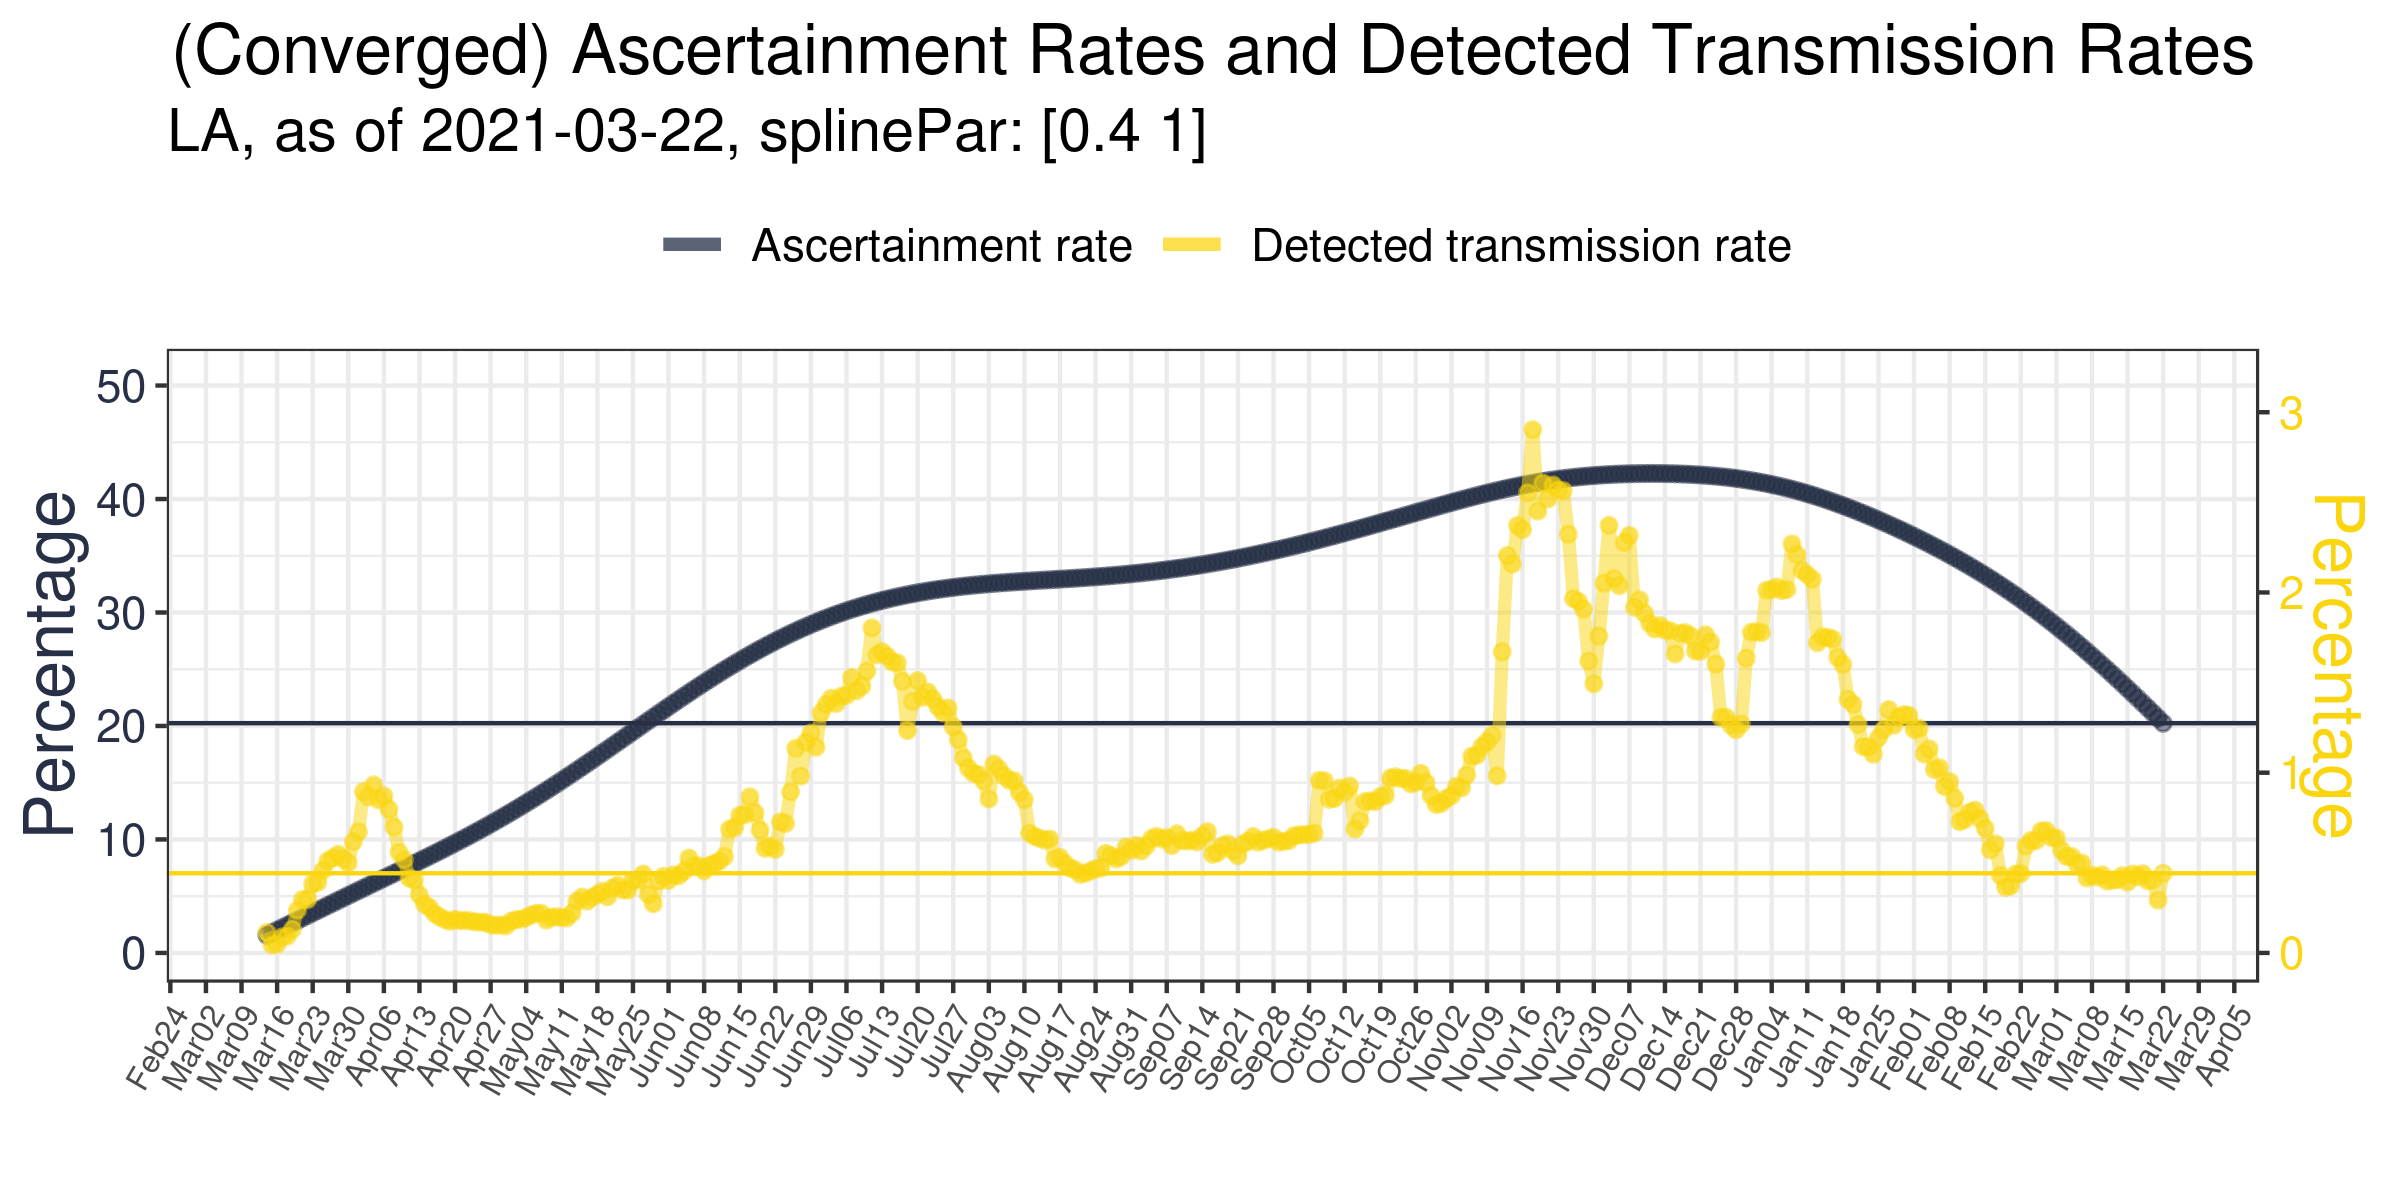 (Converged) Ascertainment Rates and Detected Transmission Rates
LA, as of 2021-03-22, splinePar: [0.4 1]
Ascertainment rate
Detected transmission rate
Percentage
50
40
30
20
10
0
3
2
1
0
Percentage
Feb24
Mar02
Mar09
Mar16
Mar23
Mar30
Apr06
Apr13
Apr20
Apr27
May04
May11
May18
May25
Jun01
Jun08
Jun15
Jun22
Jun29
Jul06
Jul13
Jul20
Jul27
Aug03
Aug10
Aug17
Aug24
Aug31
Sep07
Sep14
Sep21
Sep28
Oct05
Oct12
Oct19
Oct26
Nov02
Nov09
Nov16
Nov23
Nov30
Dec07
Dec14
Dec21
Dec28
Jan04
Jan11
Jan18
Jan25
Feb01
Feb08
Feb15
Feb22
Mar01
Mar08
Mar15
Mar22
Mar29
Apr05